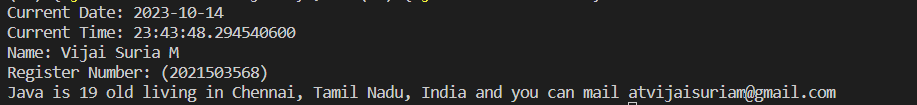 Current Date: 2023-10-14
Current Time: 23:43:48.294540600
Name: Vijai Suria M
Register Number: (2021503568)
Java is 19 old living in Chennai, Tamil Nadu, India and you can mail atvijaisuriam@gmail.com